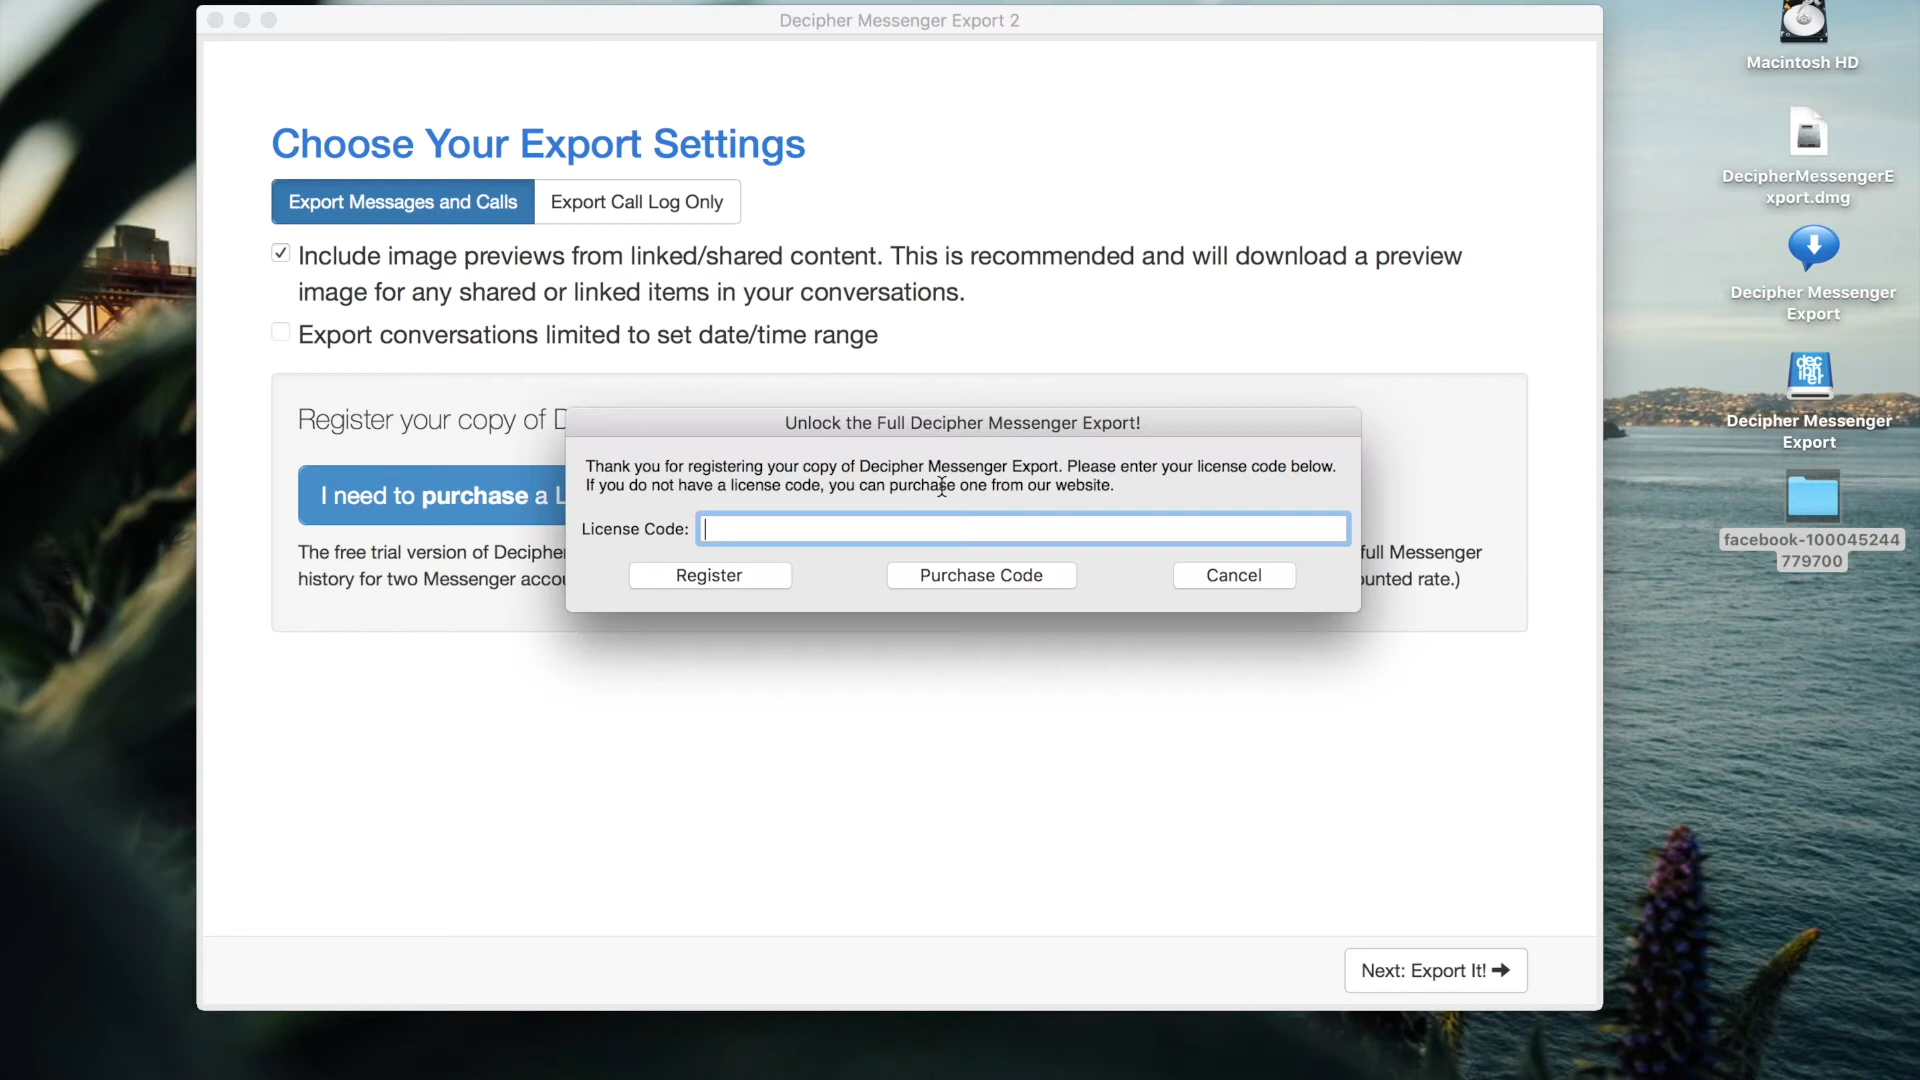 Decipher Messenger Export 2
Choose Your Export Settings
Export Messages and Calls
Export Call Log Only
Include image previews from linked/shared content. This is recommended and will download a preview
image for any shared or linked items in your conversations.
Export conversations limited to set date/time range
Register your copy of D
I need to purchase a L
The free trial version of Deciphe
full Messenger
history for two Messenger accou
unted rate.)
Unlock the Full Decipher Messenger Export!
Thank you for registering your copy of Decipher Messenger Export. Please enter your license code below.
If you do not have a license code, you can purchase one from our website.
License Code:
Register
Purchase Code
Cancel
Next: Export It!
Macintosh HD
DecipherMessengerE
xport.dmg
Decipher Messenger
Export
decipher
Decipher Messenger
Export
facebook-100045244
779700